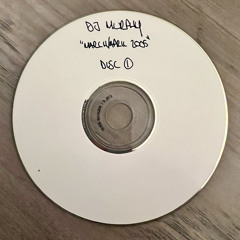 DJ MURPHY
"MARCH/APRIL 2005"
DISC ①